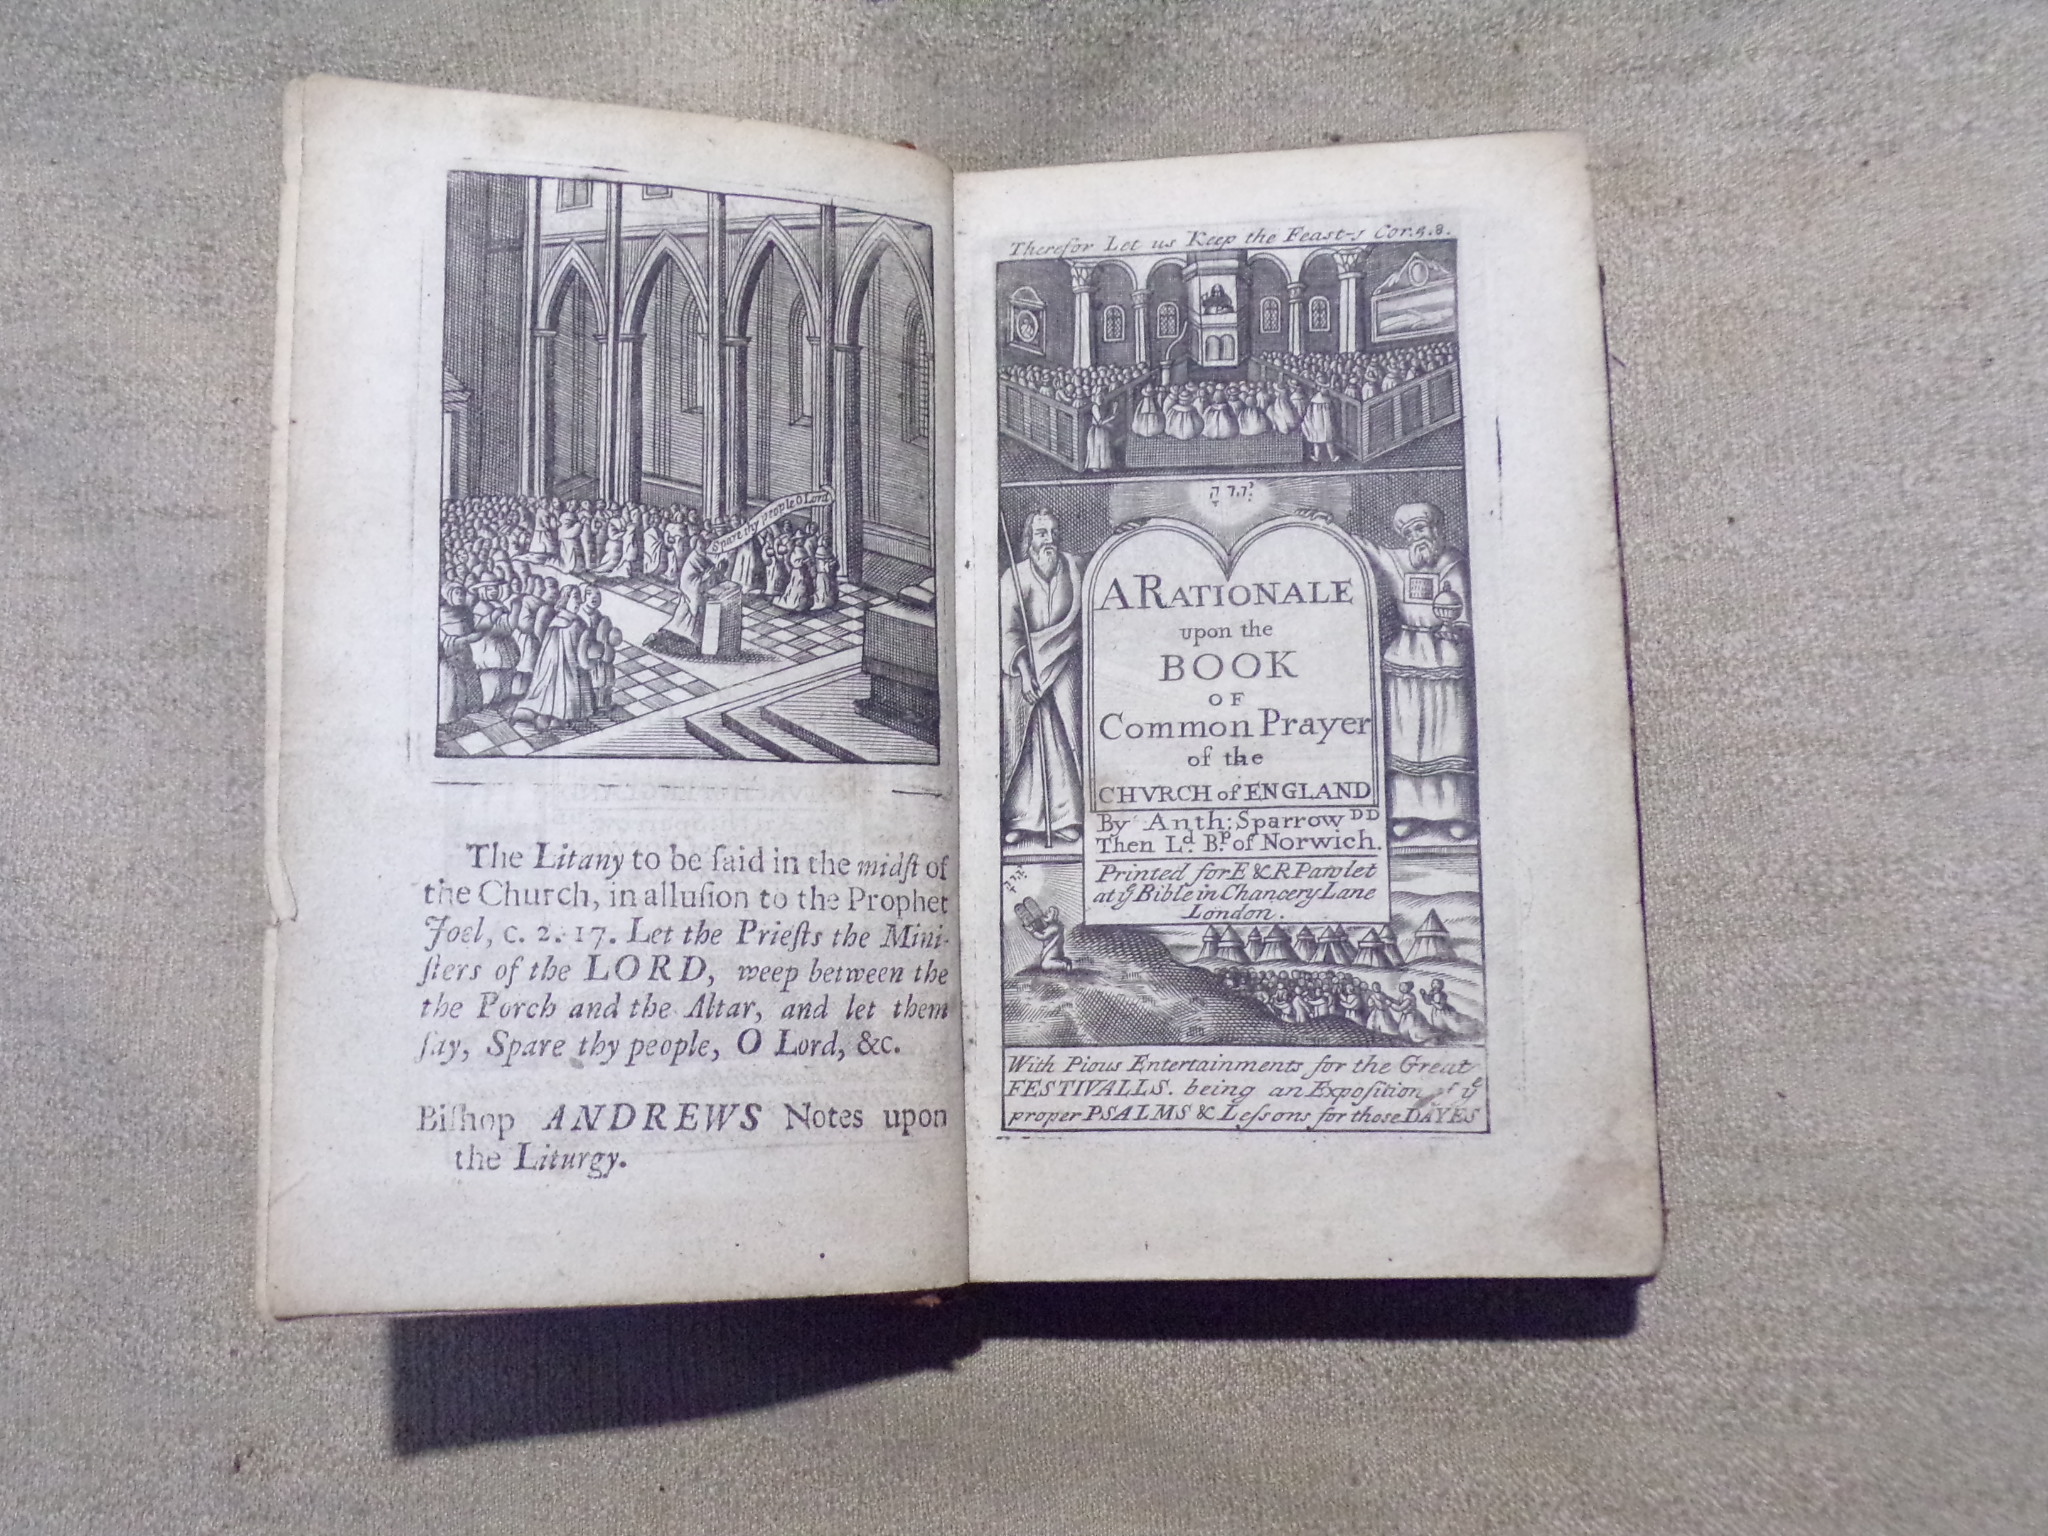 Spare thy people O Lord
The Litany to be ſaid in the midſt of
the Church, in alluſion to the Prophet
Joel, c. 2. 17. Let the Prieſts the Mini-
ſters of the LORD, weep between the
the Porch and the Altar, and let them
ſay, Spare thy people, O Lord, &c.
Biſhop ANDREWS Notes upon
the Liturgy.
Therefor Let us Keep the Feast-1 Cor.5.8.
יהוה
A RATIONALE
upon the
BOOK
OF
Common Prayer
of the
CHVRCH of ENGLAND
By Anth: Sparrow DD
Then Ld. Bp. of Norwich.
Printed for E & R Pawlet
at ye Bible in Chancery Lane
London.
יהוה
With Pious Entertainments for the Great
FESTIVALLS. being an Expoſition of ye
proper PSALMS & Leſsons for those DAYES